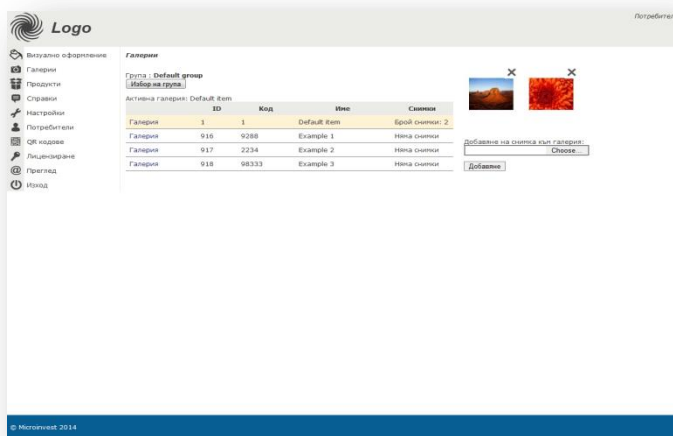 Потребител
Logo
Визуално оформление
Галерии
Продукти
Справки
Настройки
Потребители
QR кодове
Лицензиране
Преглед
Изход
Галерии
Група : Default group
Избор на група
Активна галерия: Default item
ID Код Име Снимки
Галерия 1 1 Default item Брой снимки: 2
Галерия 916 9288 Example 1 Няма снимки
Галерия 917 2234 Example 2 Няма снимки
Галерия 918 98333 Example 3 Няма снимки
Добавяне на снимка към галерия:
Choose...
Добавяне
© Microinvest 2014